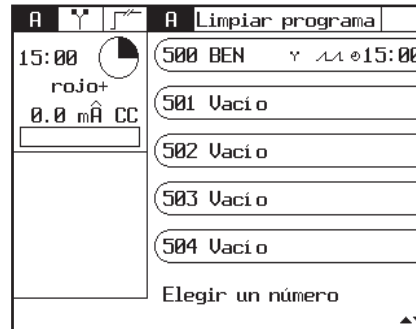 A
A Limpiar programa
15:00
rojo+
0.0 mÂ CC
500 BEN 15:00
501 Vacío
502 Vacío
503 Vacío
504 Vacío
Elegir un número